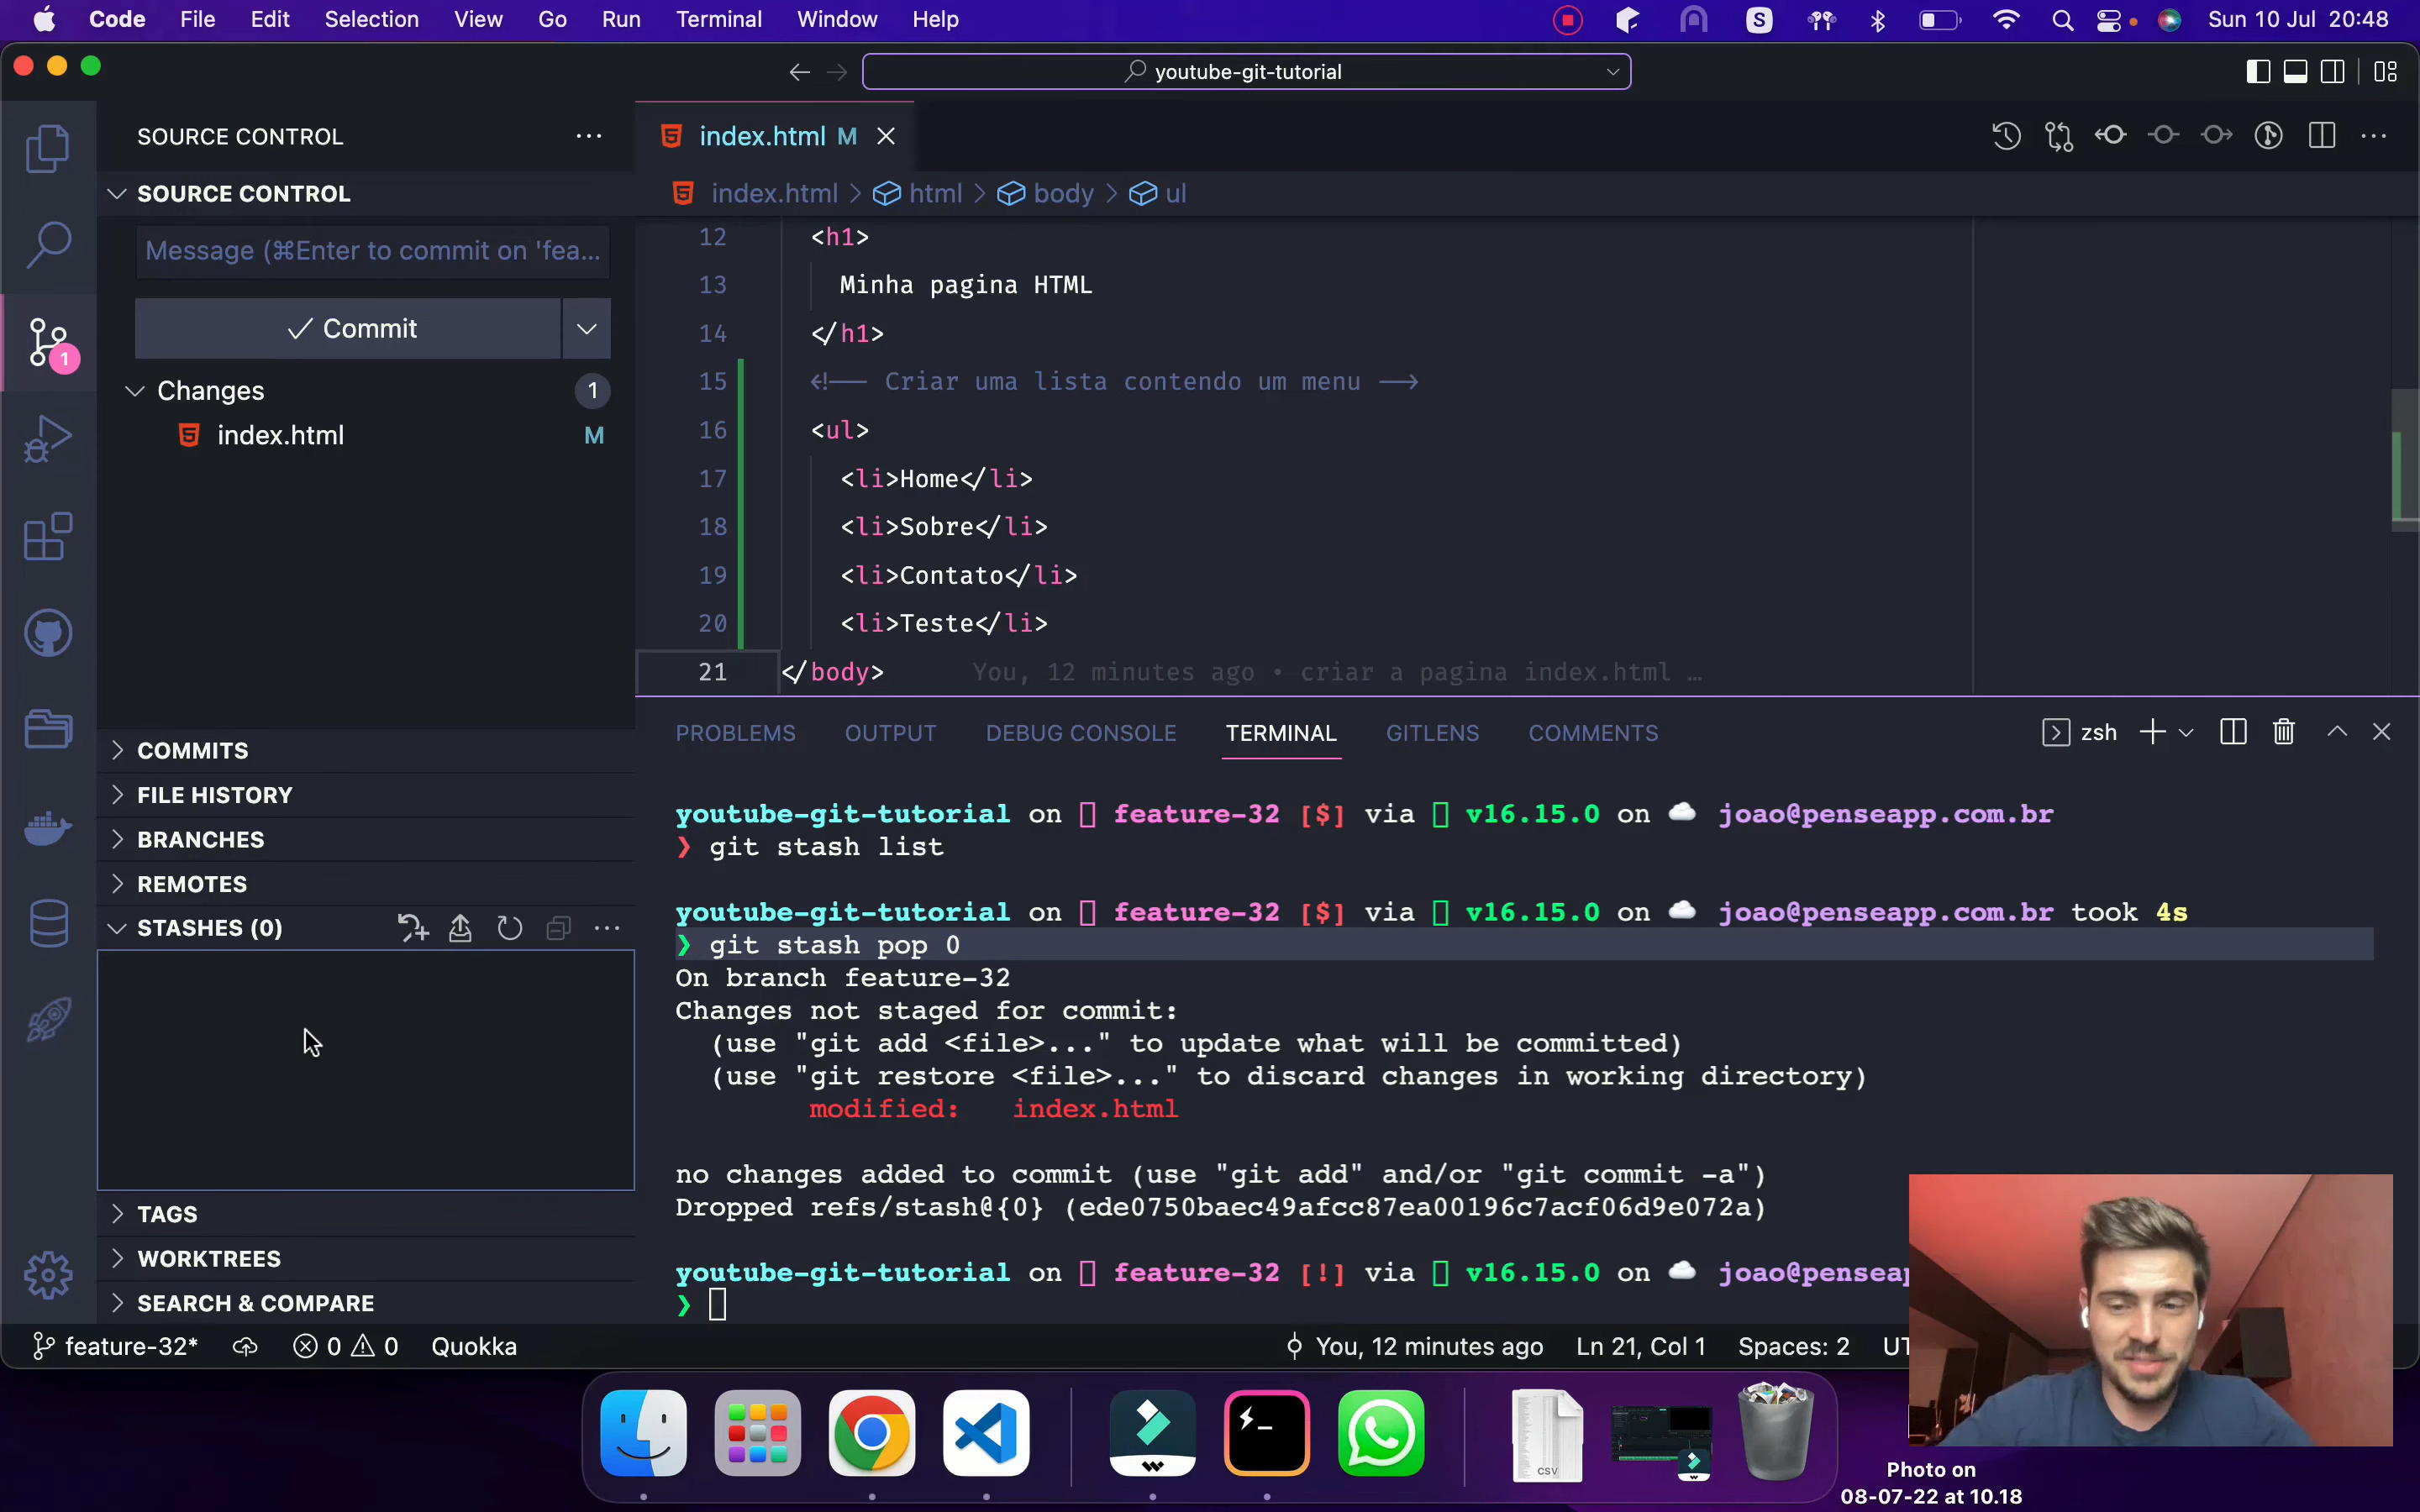 Code File Edit Selection View Go Run Terminal Window Help
S
Sun 10 Jul 20:48
youtube-git-tutorial
SOURCE CONTROL
SOURCE CONTROL
Message (⌘Enter to commit on 'fea...
Commit
Changes 1
index.html M
1
COMMITS
FILE HISTORY
BRANCHES
REMOTES
STASHES (0)
TAGS
WORKTREES
SEARCH & COMPARE
index.html M
index.html > html > body > ul
12 <h1>
13 Minha pagina HTML
14 </h1>
15 <!-- Criar uma lista contendo um menu -->
16 <ul>
17 <li>Home</li>
18 <li>Sobre</li>
19 <li>Contato</li>
20 <li>Teste</li>
21 </body> You, 12 minutes ago • criar a pagina index.html …
PROBLEMS OUTPUT DEBUG CONSOLE TERMINAL GITLENS COMMENTS
zsh
youtube-git-tutorial on feature-32 [$] via v16.15.0 on joao@penseapp.com.br
❯ git stash list
youtube-git-tutorial on feature-32 [$] via v16.15.0 on joao@penseapp.com.br took 4s
❯ git stash pop 0
On branch feature-32
Changes not staged for commit:
(use "git add <file>..." to update what will be committed)
(use "git restore <file>..." to discard changes in working directory)
modified: index.html
no changes added to commit (use "git add" and/or "git commit -a")
Dropped refs/stash@{0} (ede0750baec49afcc87ea00196c7acf06d9e072a)
youtube-git-tutorial on feature-32 [!] via v16.15.0 on joao@penseap
❯
feature-32* 0 0 Quokka
You, 12 minutes ago Ln 21, Col 1 Spaces: 2 UT
CSV
Photo on
08-07-22 at 10.18